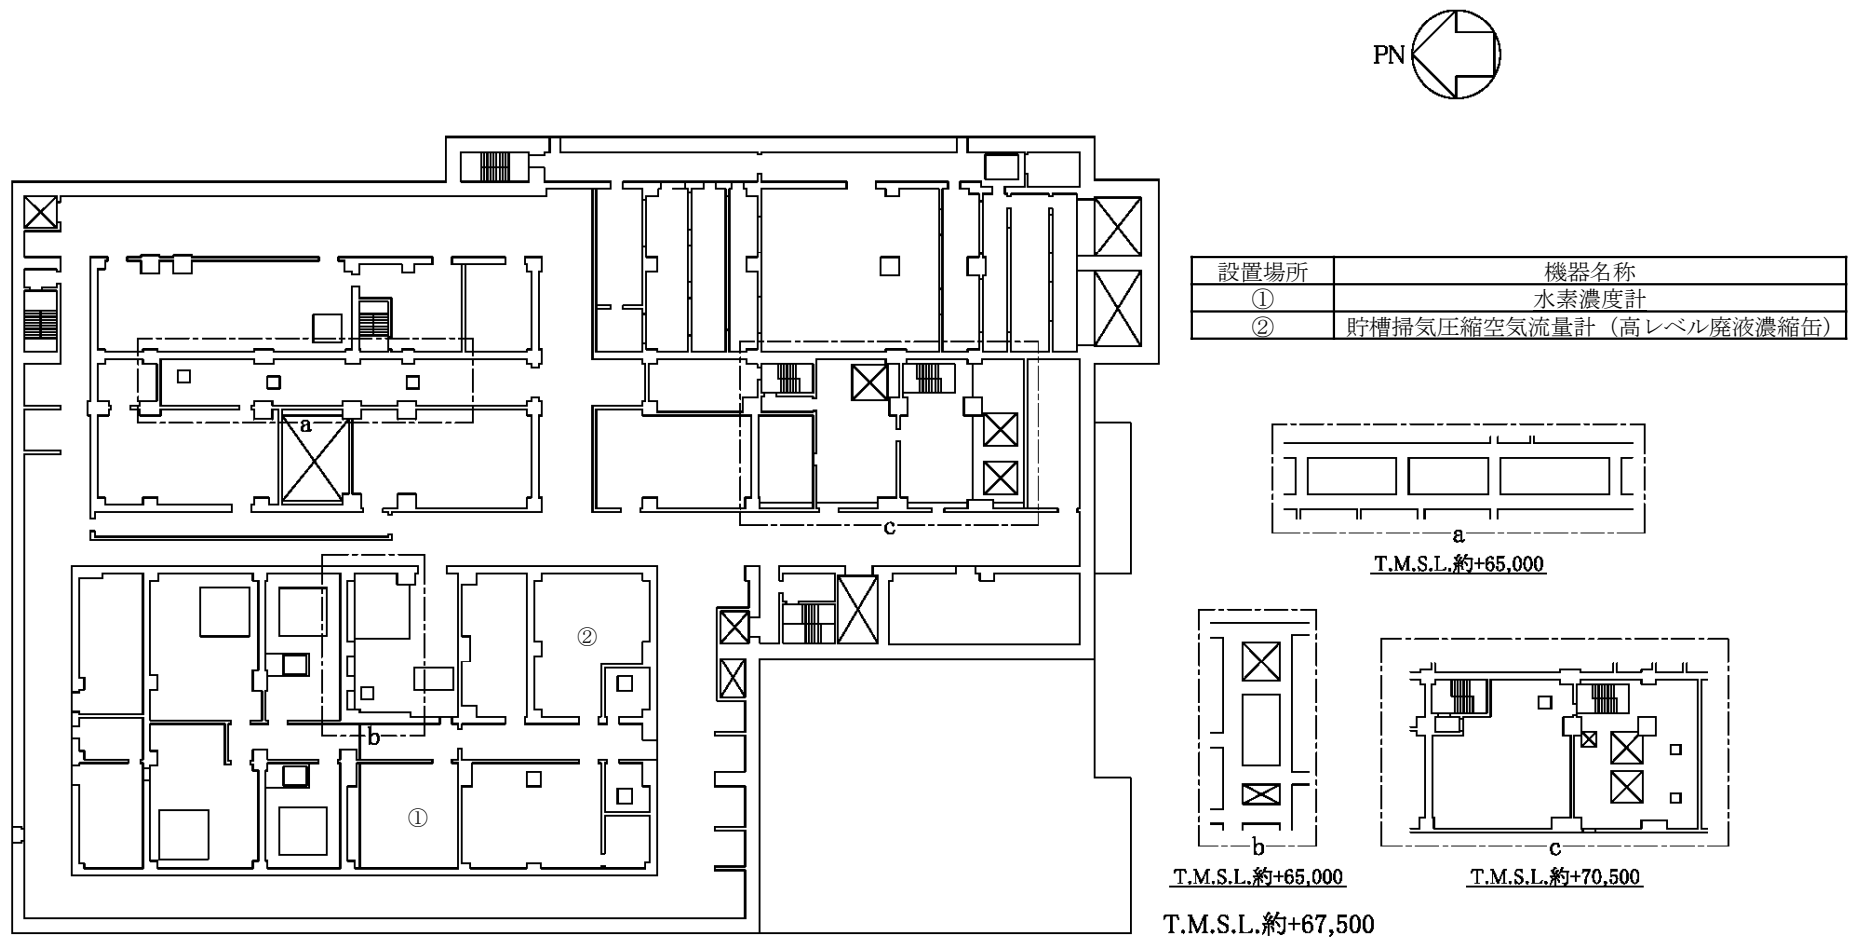 PN
設置場所 機器名称
① 水素濃度計
② 貯槽掃気圧縮空気流量計（高レベル廃液濃縮缶）
a
c
b
②
①
a
T.M.S.L.約+65,000
b
T.M.S.L.約+65,000
c
T.M.S.L.約+70,500
T.M.S.L.約+67,500